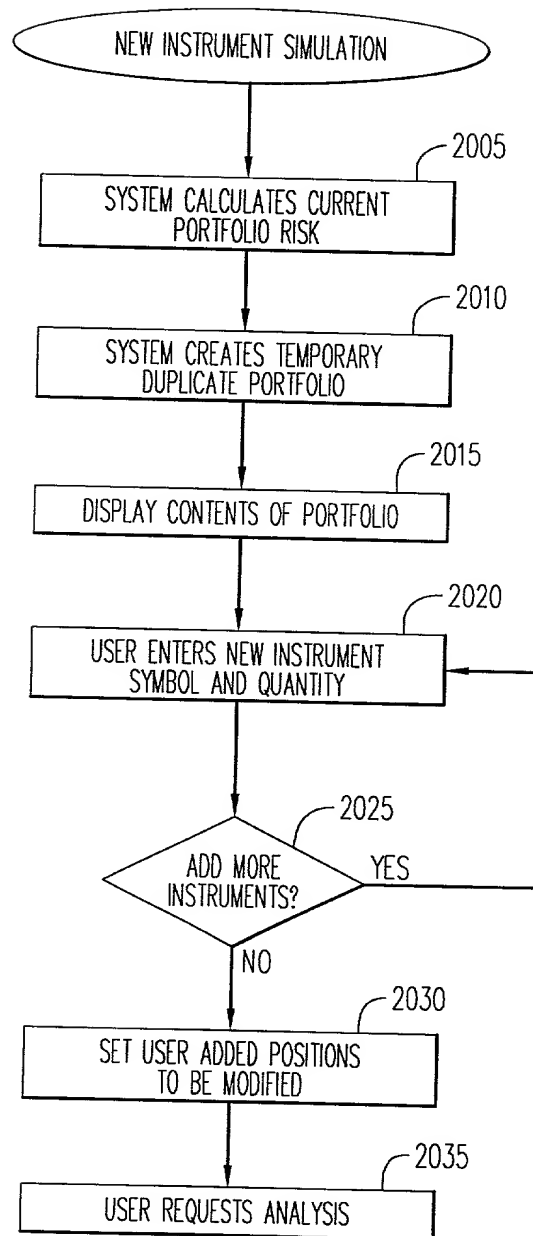 NEW INSTRUMENT SIMULATION
2005
SYSTEM CALCULATES CURRENT
PORTFOLIO RISK
2010
SYSTEM CREATES TEMPORARY
DUPLICATE PORTFOLIO
2015
DISPLAY CONTENTS OF PORTFOLIO
2020
USER ENTERS NEW INSTRUMENT
SYMBOL AND QUANTITY
2025
ADD MORE
INSTRUMENTS?
YES
NO
2030
SET USER ADDED POSITIONS
TO BE MODIFIED
2035
USER REQUESTS ANALYSIS